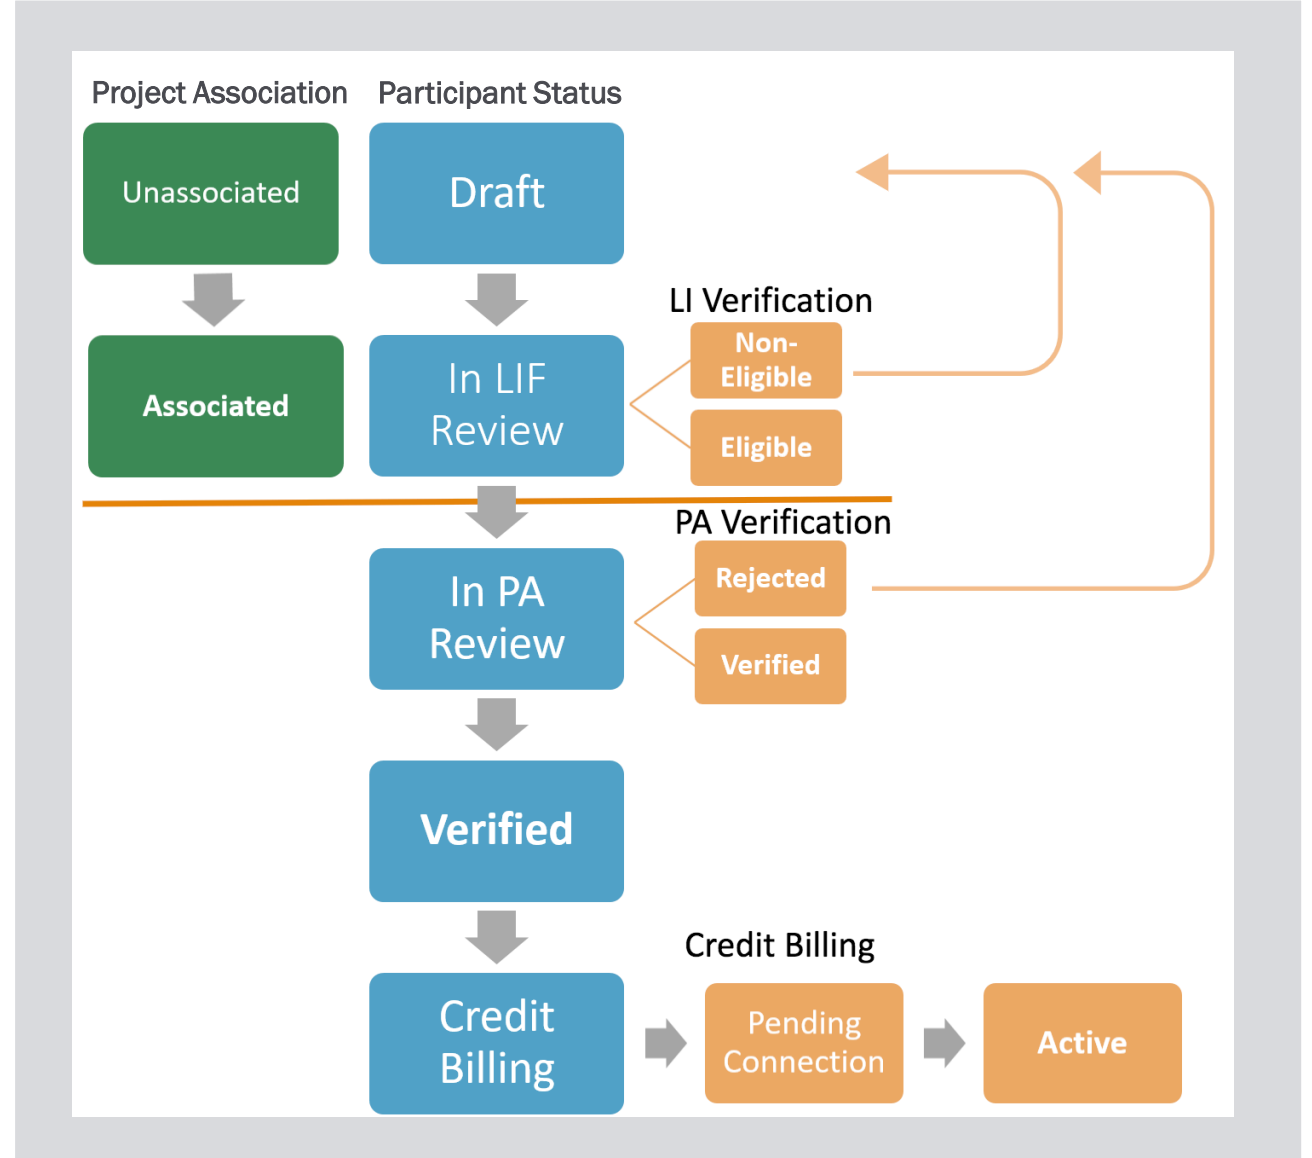 Project Association
Participant Status
Unassociated
Draft
LI Verification
Associated
In LIF
Review
Non-
Eligible
Eligible
PA Verification
In PA
Review
Rejected
Verified
Verified
Credit Billing
Credit
Billing
Pending
Connection
Active